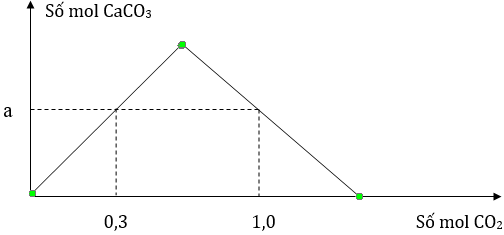 Số mol CaCO₃
a
0,3
1,0
Số mol CO₂